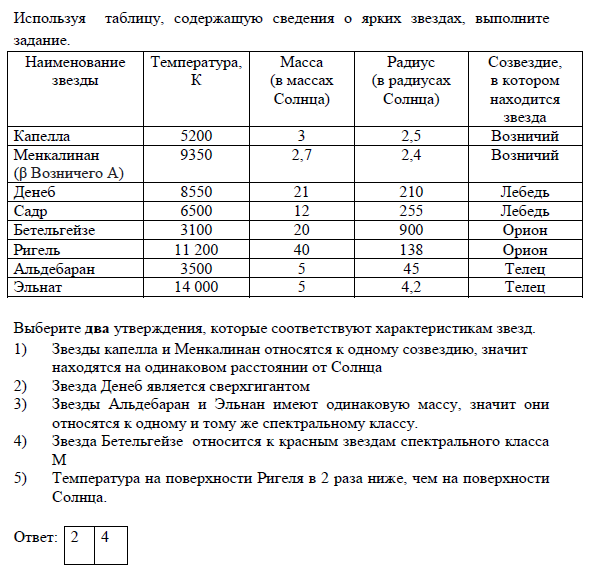 Используя таблицу, содержащую сведения о ярких звездах, выполните
задание.
Наименование звезды | Температура, К | Масса (в массах Солнца) | Радиус (в радиусах Солнца) | Созвездие, в котором находится звезда
Капелла | 5200 | 3 | 2,5 | Возничий
Менкалинан (β Возничего А) | 9350 | 2,7 | 2,4 | Возничий
Денеб | 8550 | 21 | 210 | Лебедь
Садр | 6500 | 12 | 255 | Лебедь
Бетельгейзе | 3100 | 20 | 900 | Орион
Ригель | 11 200 | 40 | 138 | Орион
Альдебаран | 3500 | 5 | 45 | Телец
Эльнат | 14 000 | 5 | 4,2 | Телец
Выберите два утверждения, которые соответствуют характеристикам звезд.
1) Звезды капелла и Менкалинан относятся к одному созвездию, значит
находятся на одинаковом расстоянии от Солнца
2) Звезда Денеб является сверхгигантом
3) Звезды Альдебаран и Эльнан имеют одинаковую массу, значит они
относятся к одному и тому же спектральному классу.
4) Звезда Бетельгейзе относится к красным звездам спектрального класса
М
5) Температура на поверхности Ригеля в 2 раза ниже, чем на поверхности
Солнца.
Ответ: 2 4